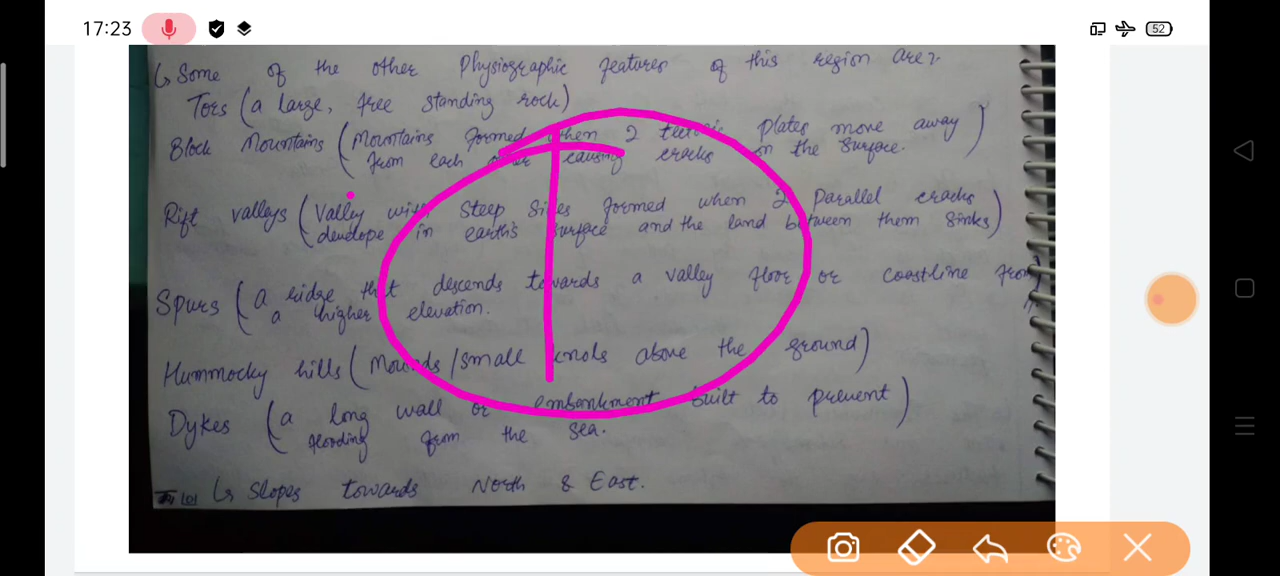 17:23
52
↳ Some of the other Physiographic features of this region are?
Tors (a large, free standing rock)
Block Mountains (Mountains formed when 2 tectonic plates move away
from each other causing cracks on the surface.)
Rift valleys (Valley with steep sides formed when 2 Parallel cracks
develope in earth's surface and the land between them sinks)
Spurs (a ridge that descends towards a valley floor or coastline from
a higher elevation.
Hummocky hills (Mounds/small knols above the ground)
Dykes (a long wall or embankment built to prevent
flooding from the sea.)
↳ Slopes towards North & East.